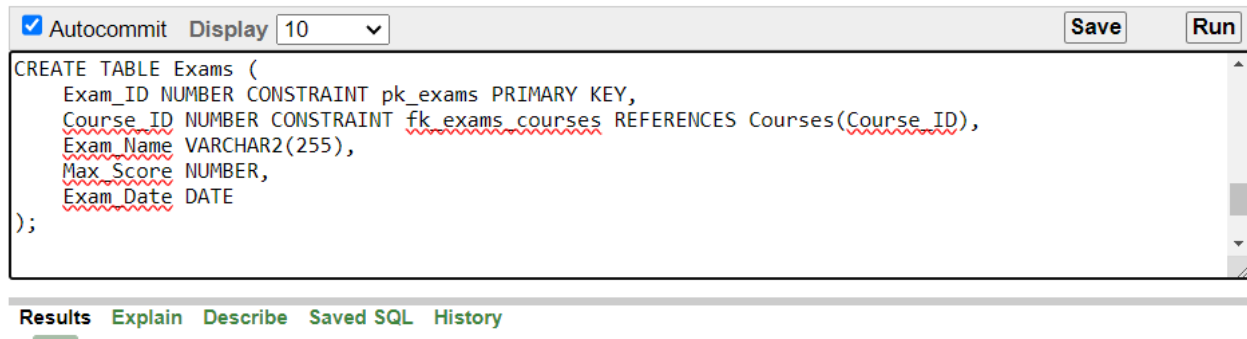 Autocommit Display 10 Save Run
CREATE TABLE Exams (
    Exam_ID NUMBER CONSTRAINT pk_exams PRIMARY KEY,
    Course_ID NUMBER CONSTRAINT fk_exams_courses REFERENCES Courses(Course_ID),
    Exam_Name VARCHAR2(255),
    Max_Score NUMBER,
    Exam_Date DATE
);
Results Explain Describe Saved SQL History